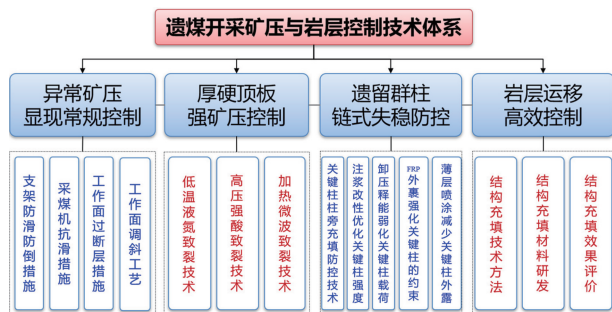 遗煤开采矿压与岩层控制技术体系
异常矿压
显现常规控制
厚硬顶板
强矿压控制
遗留群柱
链式失稳防控
岩层运移
高效控制
支架防滑防倒措施
采煤机抗滑措施
工作面过断层措施
工作面调斜工艺
低温液氮致裂技术
高压强酸致裂技术
加热微波致裂技术
关键柱柱旁充填防控技术
注浆改性优化关键柱强度
卸压释能弱化关键柱载荷
FRP外裹强化关键柱的约束
薄层喷涂减少关键柱外露
结构充填技术方法
结构充填材料研发
结构充填效果评价